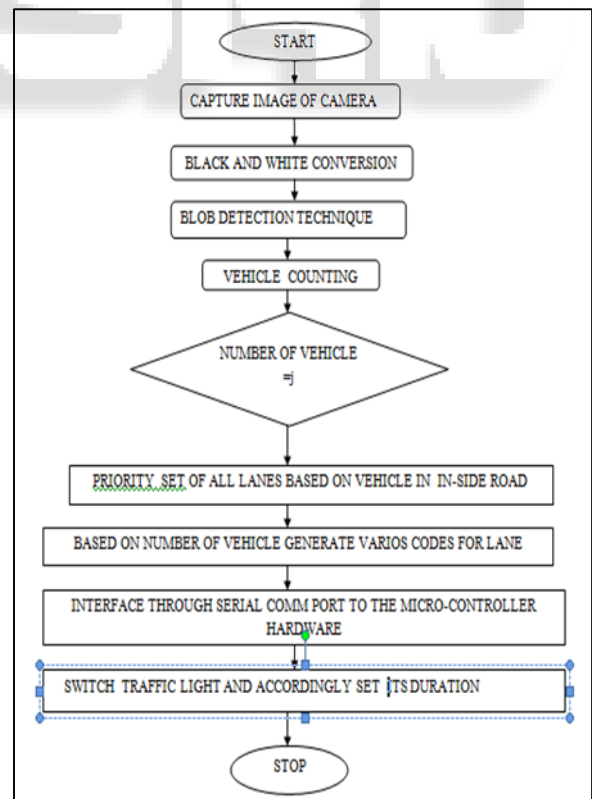 START
CAPTURE IMAGE OF CAMERA
BLACK AND WHITE CONVERSION
BLOB DETECTION TECHNIQUE
VEHICLE COUNTING
NUMBER OF VEHICLE
=j
PRIORITY SET OF ALL LANES BASED ON VEHICLE IN IN-SIDE ROAD
BASED ON NUMBER OF VEHICLE GENERATE VARIOS CODES FOR LANE
INTERFACE THROUGH SERIAL COMM PORT TO THE MICRO-CONTROLLER
HARDWARE
SWITCH TRAFFIC LIGHT AND ACCORDINGLY SET ITS DURATION
STOP